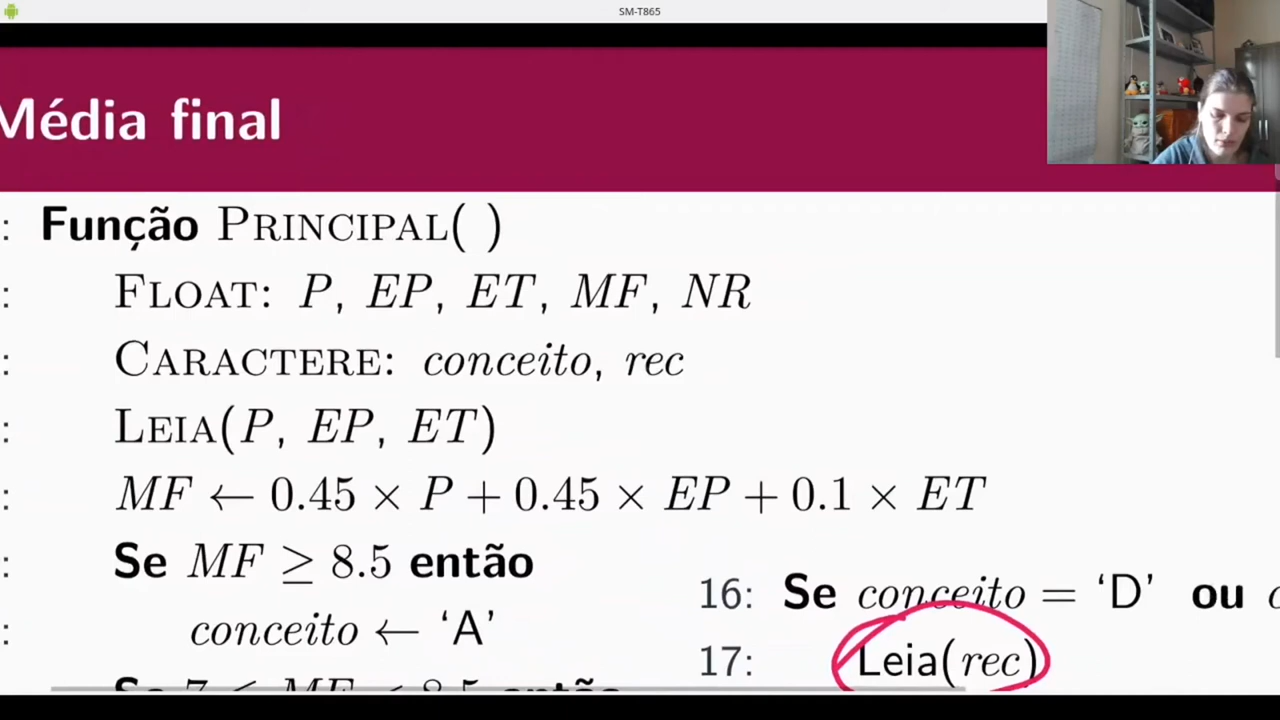 SM-T865
Média final
: Função PRINCIPAL( )
: FLOAT: P, EP, ET, MF, NR
: CARACTERE: conceito, rec
: LEIA(P, EP, ET)
: MF ← 0.45 × P + 0.45 × EP + 0.1 × ET
: Se MF ≥ 8.5 então
: conceito ← ‘A’
16: Se conceito = ‘D’ ou
17: Leia(rec)